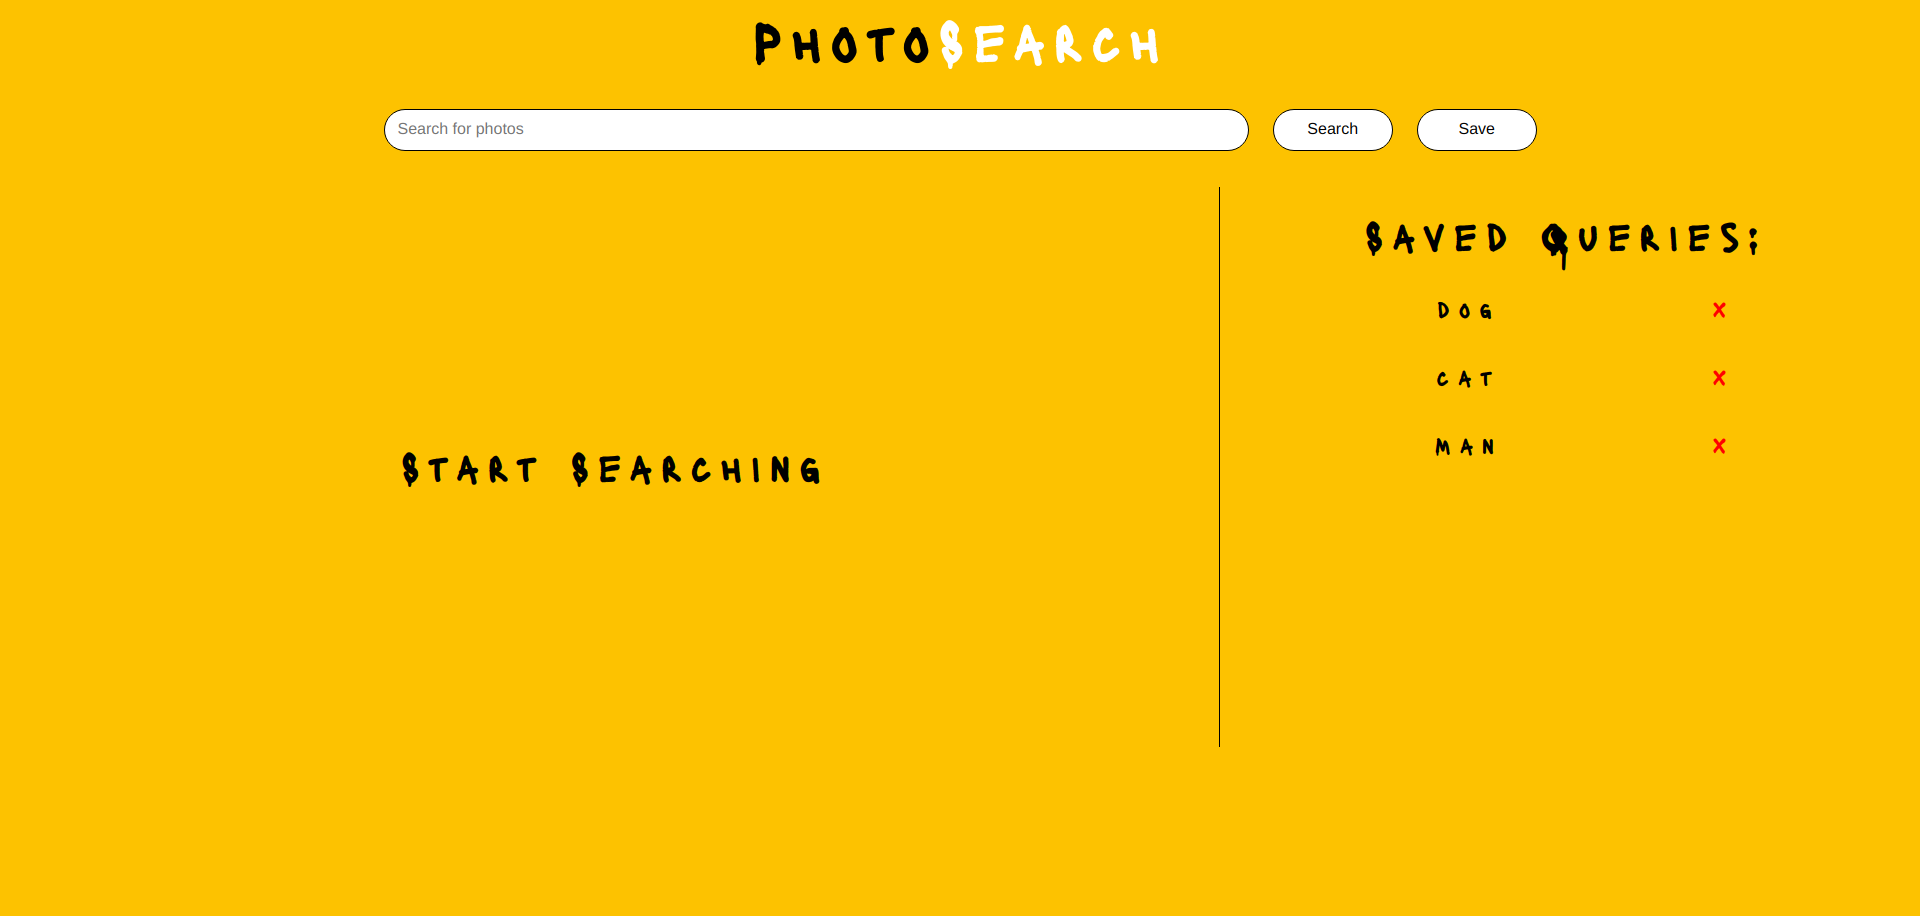 PHOTOSEARCH
Search for photos
Search
Save
SAVED QUERIES:
DOG X
CAT X
MAN X
START SEARCHING